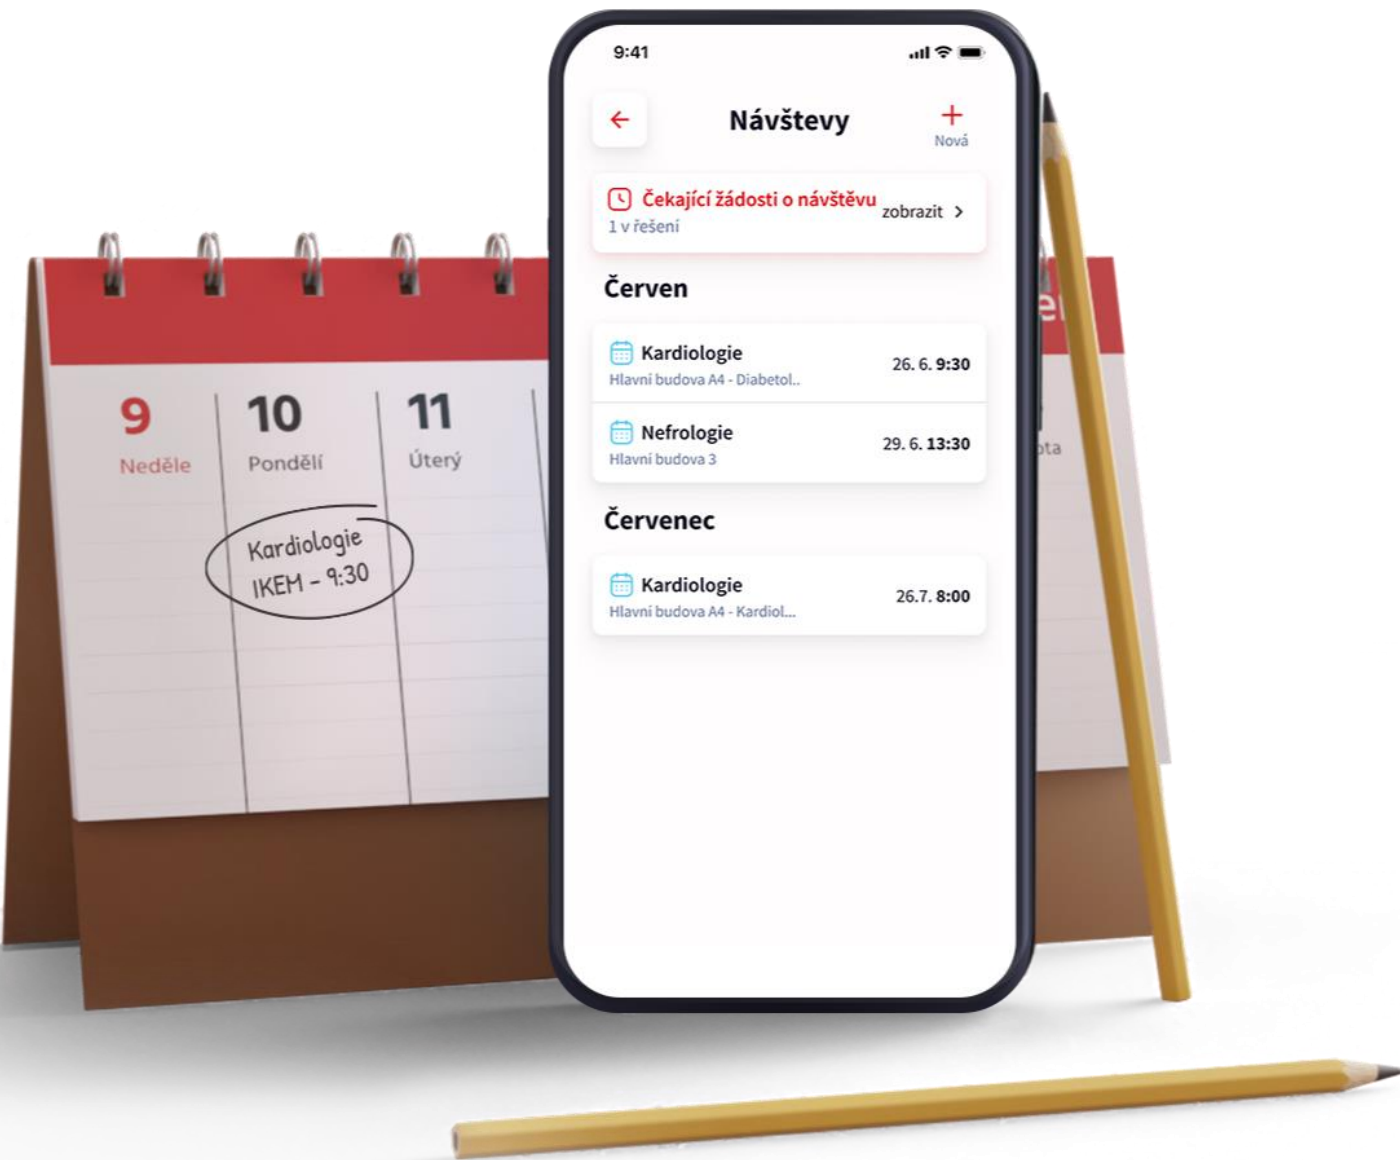 9:41
Návštevy
Nová
Čekající žádosti o návštěvu
zobrazit
1 v řešení
Červen
Kardiologie
26. 6. 9:30
Hlavní budova A4 - Diabetol..
Nefrologie
29. 6. 13:30
Hlavní budova 3
Červenec
Kardiologie
26.7. 8:00
Hlavní budova A4 - Kardiol...
9
Neděle
10
Pondělí
11
Úterý
Kardiologie
IKEM – 9:30